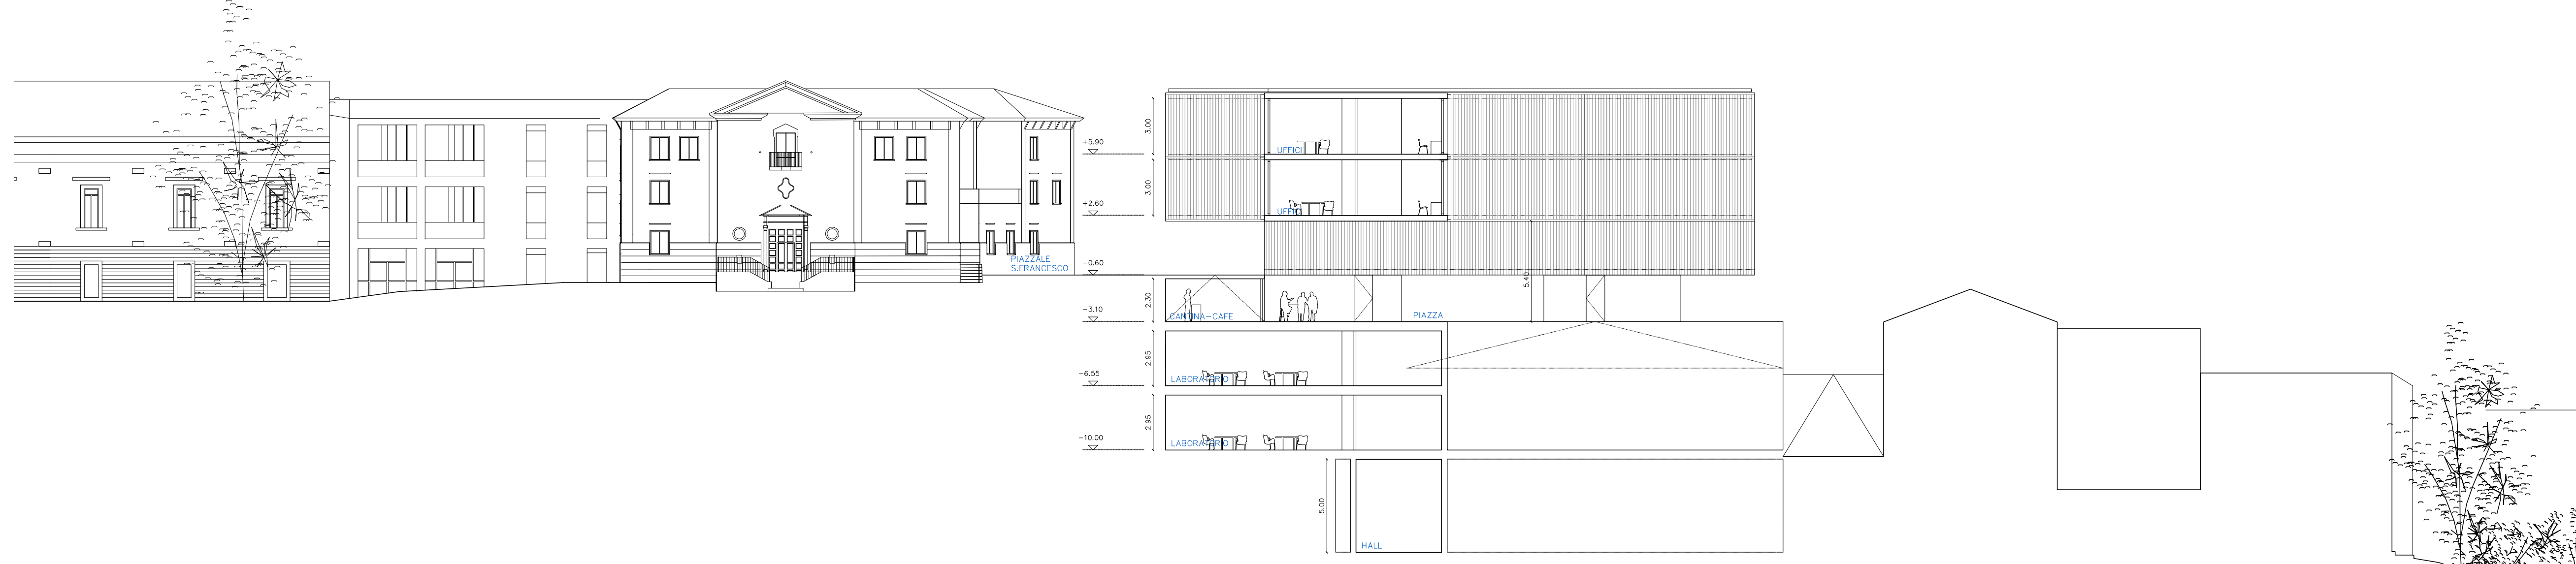 3.00
+5.90
UFFICI
3.00
+2.60
UFFICI
PIAZZALE
S.FRANCESCO
−0.60
5.40
2.30
−3.10
CANTINA−CAFE
PIAZZA
2.95
−6.55
LABORATORIO
2.95
−10.00
LABORATORIO
5.00
HALL